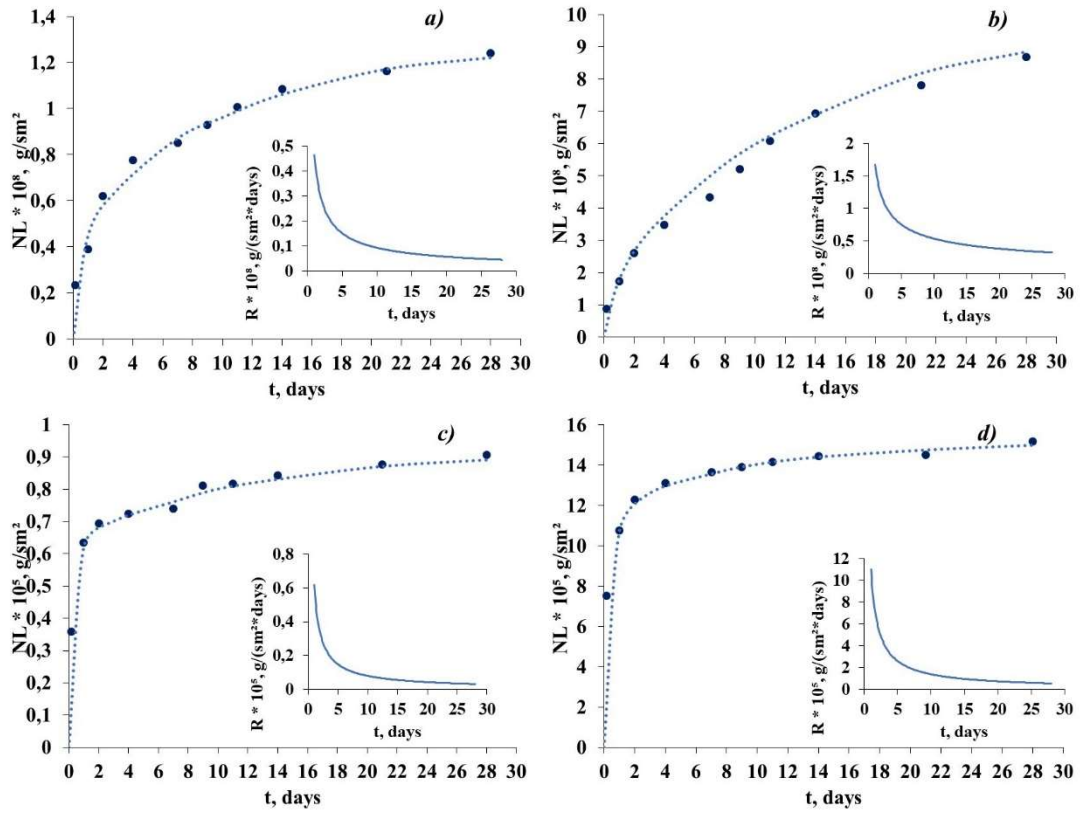 a)
NL * 10⁸, g/sm²
1,4
1,2
1
0,8
0,6
0,4
0,2
0
0 2 4 6 8 10 12 14 16 18 20 22 24 26 28 30
t, days
R * 10⁸, g/(sm²*days)
0,5
0,4
0,3
0,2
0,1
0
0 5 10 15 20 25 30
t, days
b)
NL * 10⁸, g/sm²
10
9
8
7
6
5
4
3
2
1
0
0 2 4 6 8 10 12 14 16 18 20 22 24 26 28 30
t, days
R * 10⁸, g/(sm²*days)
2
1,5
1
0,5
0
0 5 10 15 20 25 30
t, days
c)
NL * 10⁵, g/sm²
1
0,9
0,8
0,7
0,6
0,5
0,4
0,3
0,2
0,1
0
0 2 4 6 8 10 12 14 16 18 20 22 24 26 28 30
t, days
R * 10⁵, g/(sm²*days)
0,8
0,6
0,4
0,2
0
0 5 10 15 20 25 30
t, days
d)
NL * 10⁵, g/sm²
16
14
12
10
8
6
4
2
0
0 2 4 6 8 10 12 14 16 18 20 22 24 26 28 30
t, days
R * 10⁵, g/(sm²*days)
12
10
8
6
4
2
0
0 5 10 15 20 25 30
t, days